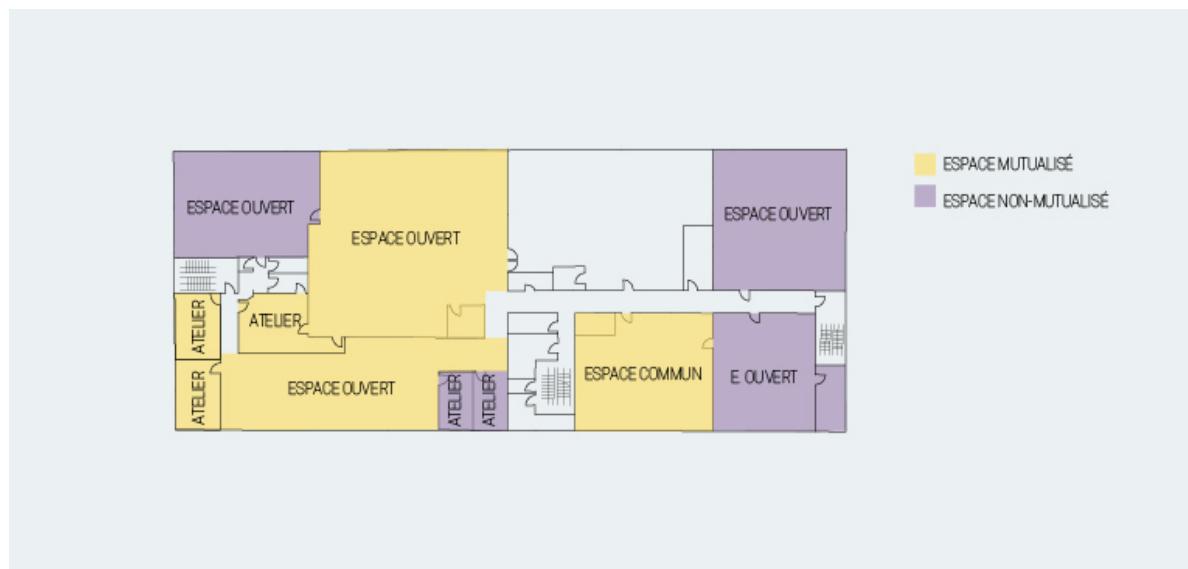 ESPACE MUTUALISÉ
ESPACE NON-MUTUALISÉ
ESPACE OUVERT
ESPACE OUVERT
ESPACE OUVERT
ATELIER
ATELIER
ATELIER
ESPACE OUVERT
ATELIER
ATELIER
ESPACE COMMUN
E. OUVERT